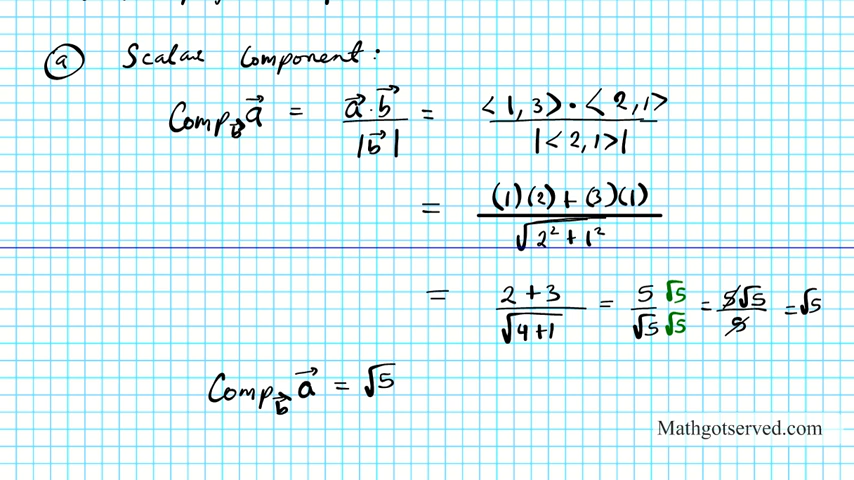 (a) Scalar Component:
Comp_b⃗ a⃗ = (a⃗ · b⃗)/|b⃗| = (<1,3> · <2,1>)/|<2,1>|
= ((1)(2) + (3)(1))/√(2² + 1²)
= (2+3)/√(4+1) = 5√5/(√5√5) = 5√5/5 = √5
Comp_b⃗ a⃗ = √5
Mathgotserved.com